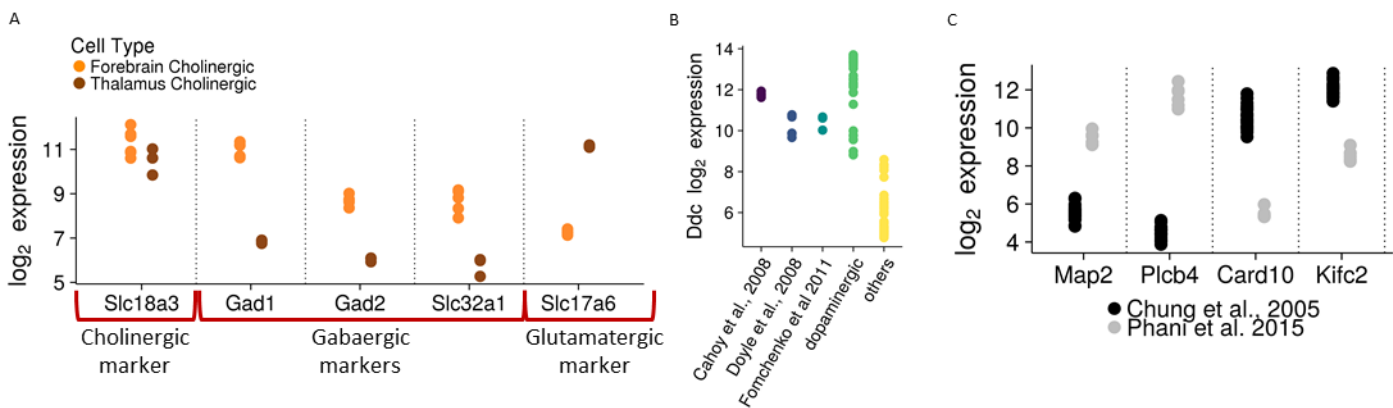 A
Cell Type
Forebrain Cholinergic
Thalamus Cholinergic
log2 expression
11
9
7
5
Slc18a3
Gad1
Gad2
Slc32a1
Slc17a6
Cholinergic
marker
Gabaergic
markers
Glutamatergic
marker
B
Ddc log2 expression
14
12
10
8
6
Cahoy et al., 2008
Doyle et al., 2008
Fomchenko et al 2011
dopaminergic
others
C
log2 expression
12
10
8
6
4
Map2
Plcb4
Card10
Kifc2
Chung et al., 2005
Phani et al. 2015